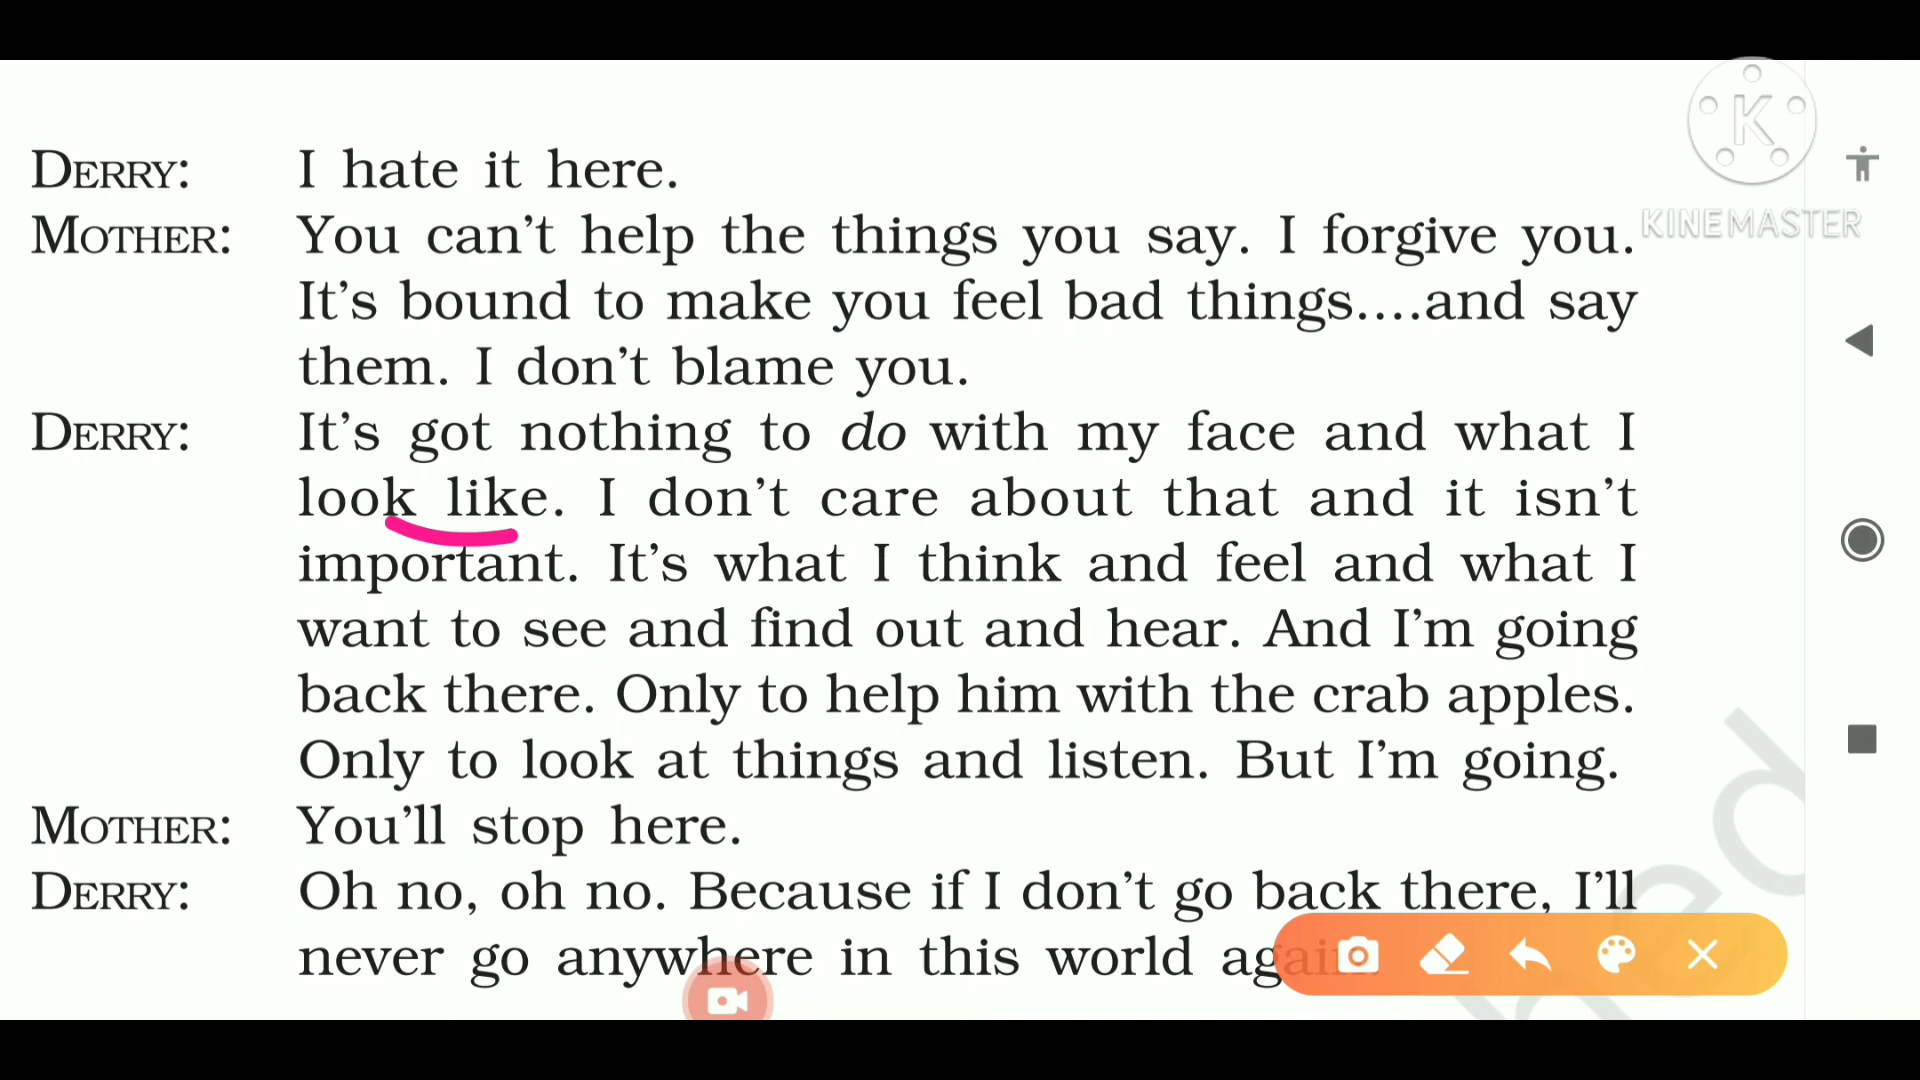 DERRY: I hate it here.
MOTHER: You can't help the things you say. I forgive you.
It's bound to make you feel bad things....and say
them. I don't blame you.
DERRY: It's got nothing to do with my face and what I
look like. I don't care about that and it isn't
important. It's what I think and feel and what I
want to see and find out and hear. And I'm going
back there. Only to help him with the crab apples.
Only to look at things and listen. But I'm going.
MOTHER: You'll stop here.
DERRY: Oh no, oh no. Because if I don't go back there, I'll
never go anywhere in this world again.
K
KINEMASTER